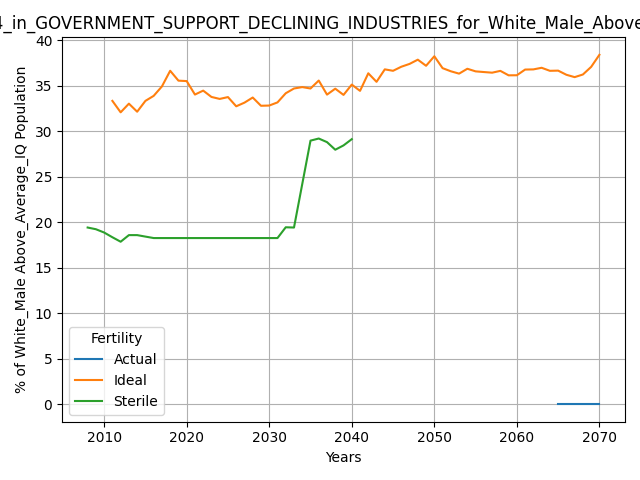 4_in_GOVERNMENT_SUPPORT_DECLINING_INDUSTRIES_for_White_Male_Above
% of White_Male Above_Average_IQ Population
40
35
30
25
20
15
10
5
0
Fertility
Actual
Ideal
Sterile
2010 2020 2030 2040 2050 2060 2070
Years